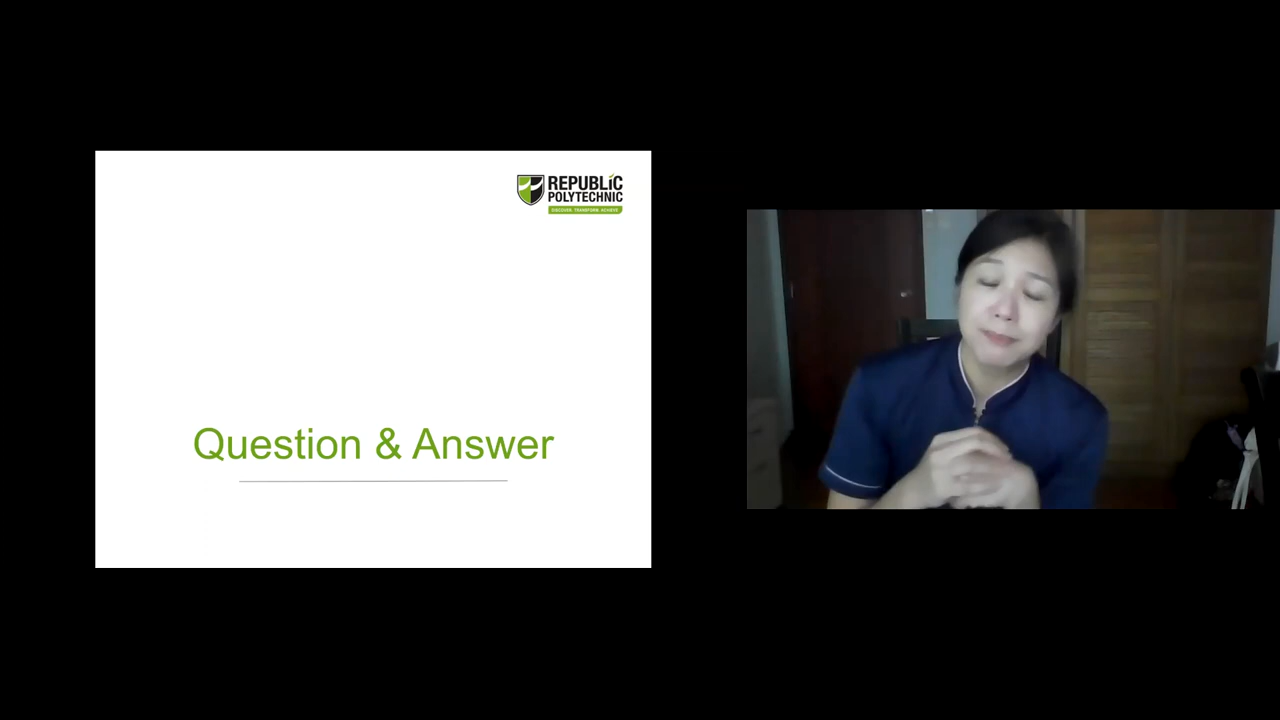 REPUBLIC
POLYTECHNIC
DISCOVER. TRANSFORM. ACHIEVE
Question & Answer